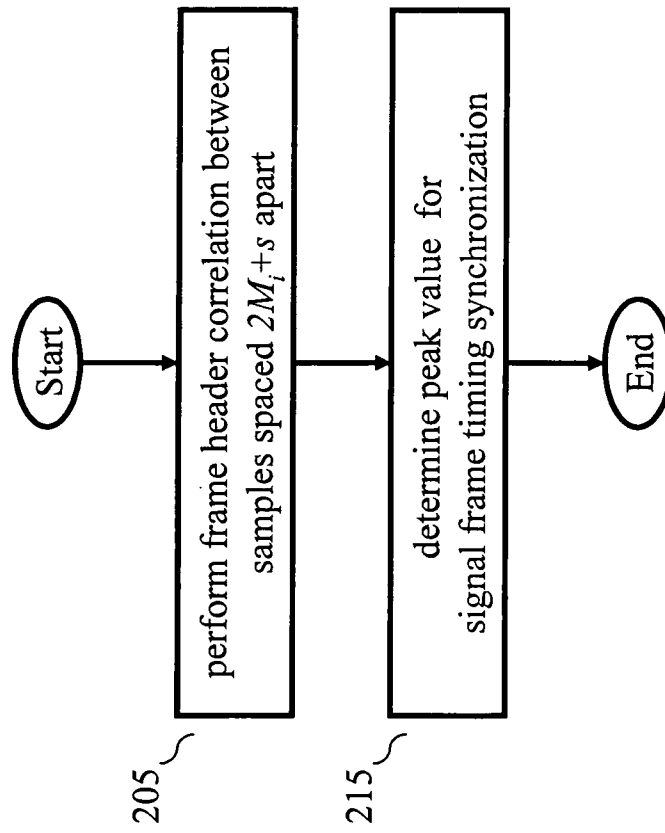 Start
205
perform frame header correlation between
samples spaced 2Mᵢ+s apart
215
determine peak value for
signal frame timing synchronization
End